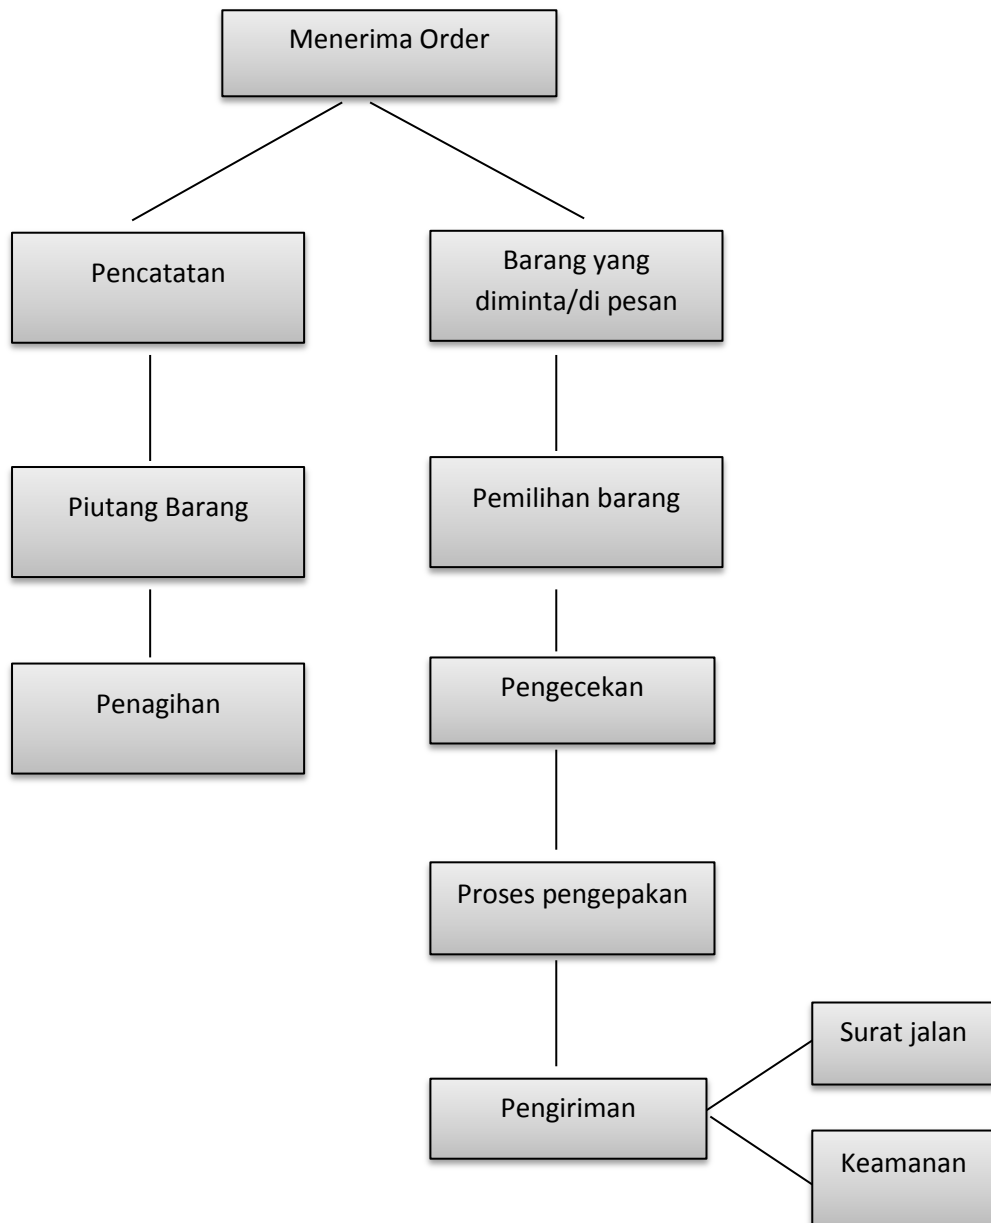 Menerima Order
Pencatatan
Barang yang
diminta/di pesan
Piutang Barang
Pemilihan barang
Penagihan
Pengecekan
Proses pengepakan
Surat jalan
Pengiriman
Keamanan